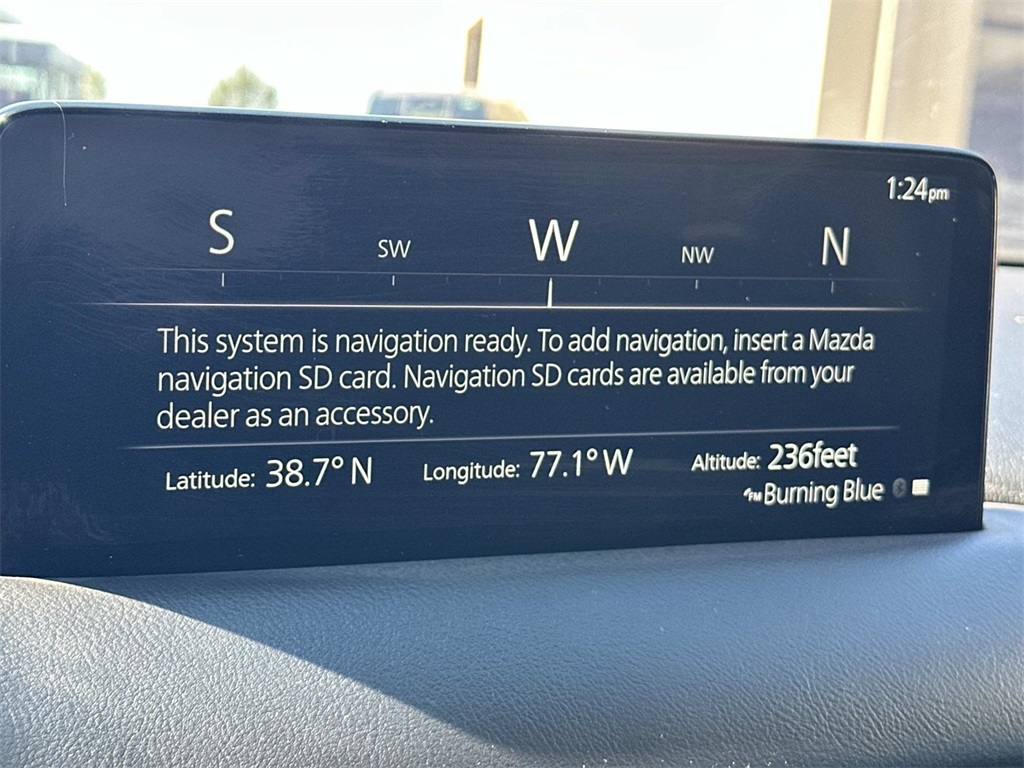 1:24pm
S SW W NW N
This system is navigation ready. To add navigation, insert a Mazda
navigation SD card. Navigation SD cards are available from your
dealer as an accessory.
Latitude: 38.7° N Longitude: 77.1° W Altitude: 236feet
FM Burning Blue